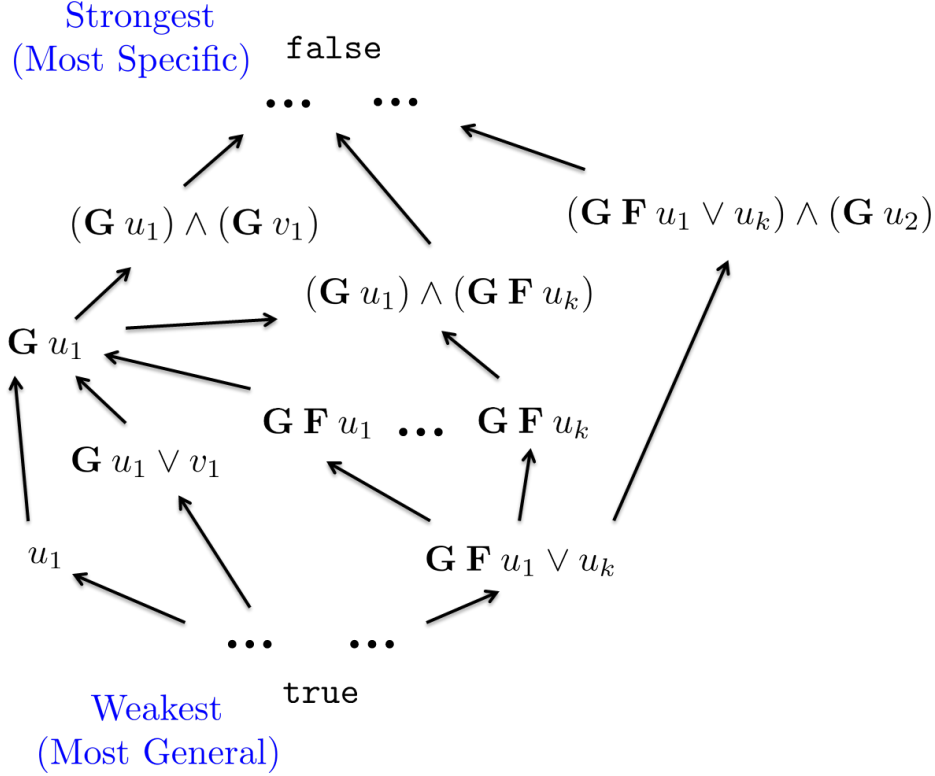 Strongest
(Most Specific)
false
... ...
(G u₁) ∧ (G v₁)
(G F u₁ ∨ uₖ) ∧ (G u₂)
(G u₁) ∧ (G F uₖ)
G u₁
G F u₁ ... G F uₖ
G u₁ ∨ v₁
u₁
G F u₁ ∨ uₖ
... ...
true
Weakest
(Most General)